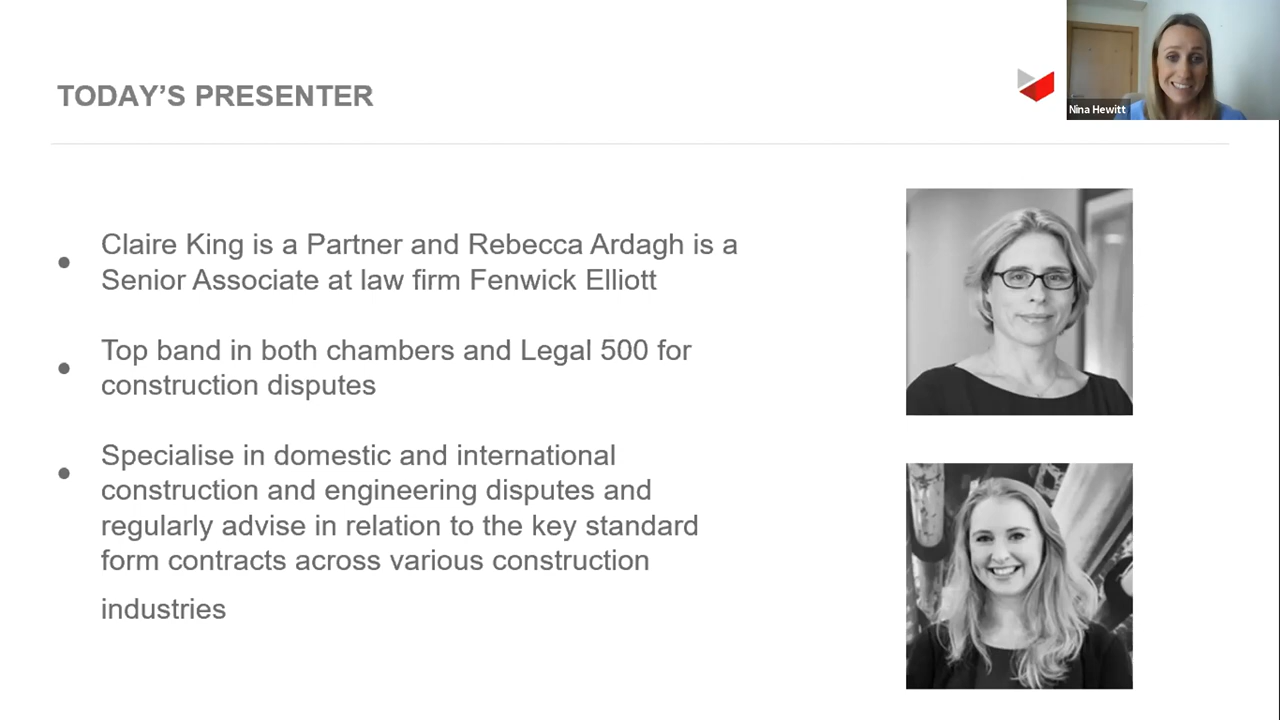 TODAY’S PRESENTER
Nina Hewitt
• Claire King is a Partner and Rebecca Ardagh is a
Senior Associate at law firm Fenwick Elliott
• Top band in both chambers and Legal 500 for
construction disputes
• Specialise in domestic and international
construction and engineering disputes and
regularly advise in relation to the key standard
form contracts across various construction
industries